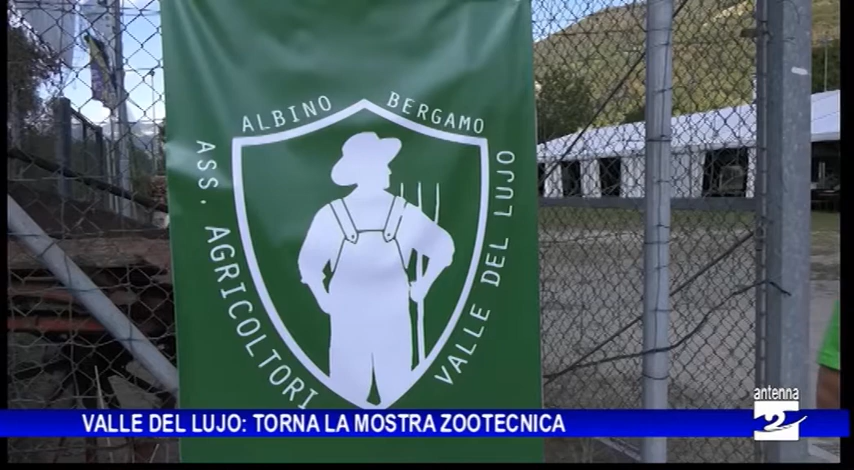 ALBINO BERGAMO
ASS. AGRICOLTORI
VALLE DEL LUJO
antenna
2
VALLE DEL LUJO: TORNA LA MOSTRA ZOOTECNICA